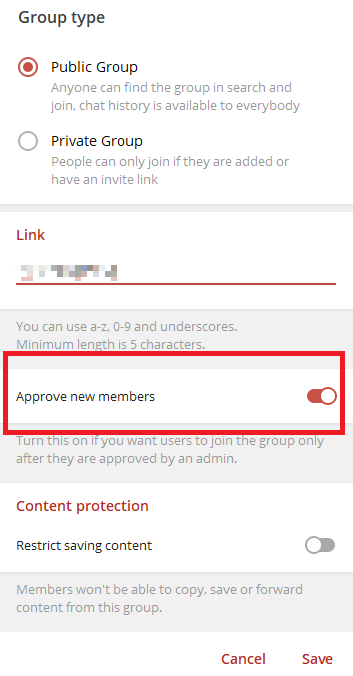 Group type
Public Group
Anyone can find the group in search and
join, chat history is available to everybody
Private Group
People can only join if they are added or
have an invite link
Link
You can use a-z, 0-9 and underscores.
Minimum length is 5 characters.
Approve new members
Turn this on if you want users to join the group only
after they are approved by an admin.
Content protection
Restrict saving content
Members won't be able to copy, save or forward
content from this group.
Cancel
Save